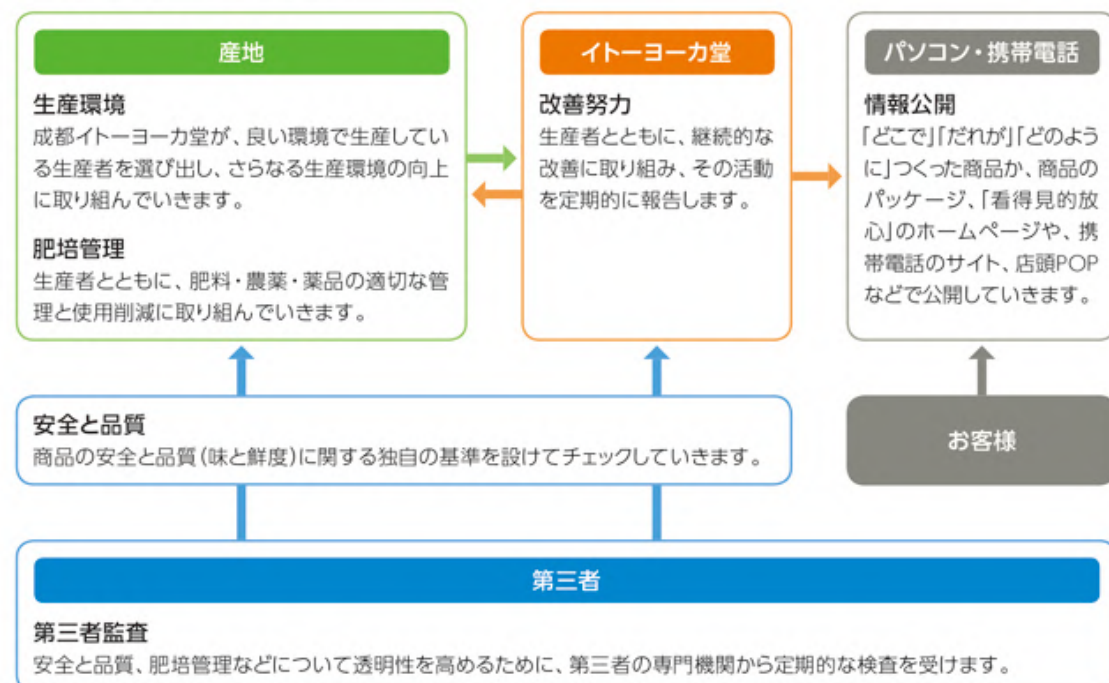 産地
生産環境
成都イトーヨーカ堂が、良い環境で生産してい
る生産者を選び出し、さらなる生産環境の向上
に取り組んでいきます。
肥培管理
生産者とともに、肥料・農薬・薬品の適切な管
理と使用削減に取り組んでいきます。
イトーヨーカ堂
改善努力
生産者とともに、継続的な
改善に取り組み、その活動
を定期的に報告します。
パソコン・携帯電話
情報公開
「どこで」「だれが」「どのよう
に」つくった商品か、商品の
パッケージ、「看得見的放
心」のホームページや、携
帯電話のサイト、店頭POP
などで公開していきます。
安全と品質
商品の安全と品質(味と鮮度)に関する独自の基準を設けてチェックしていきます。
お客様
第三者
第三者監査
安全と品質、肥培管理などについて透明性を高めるために、第三者の専門機関から定期的な検査を受けます。